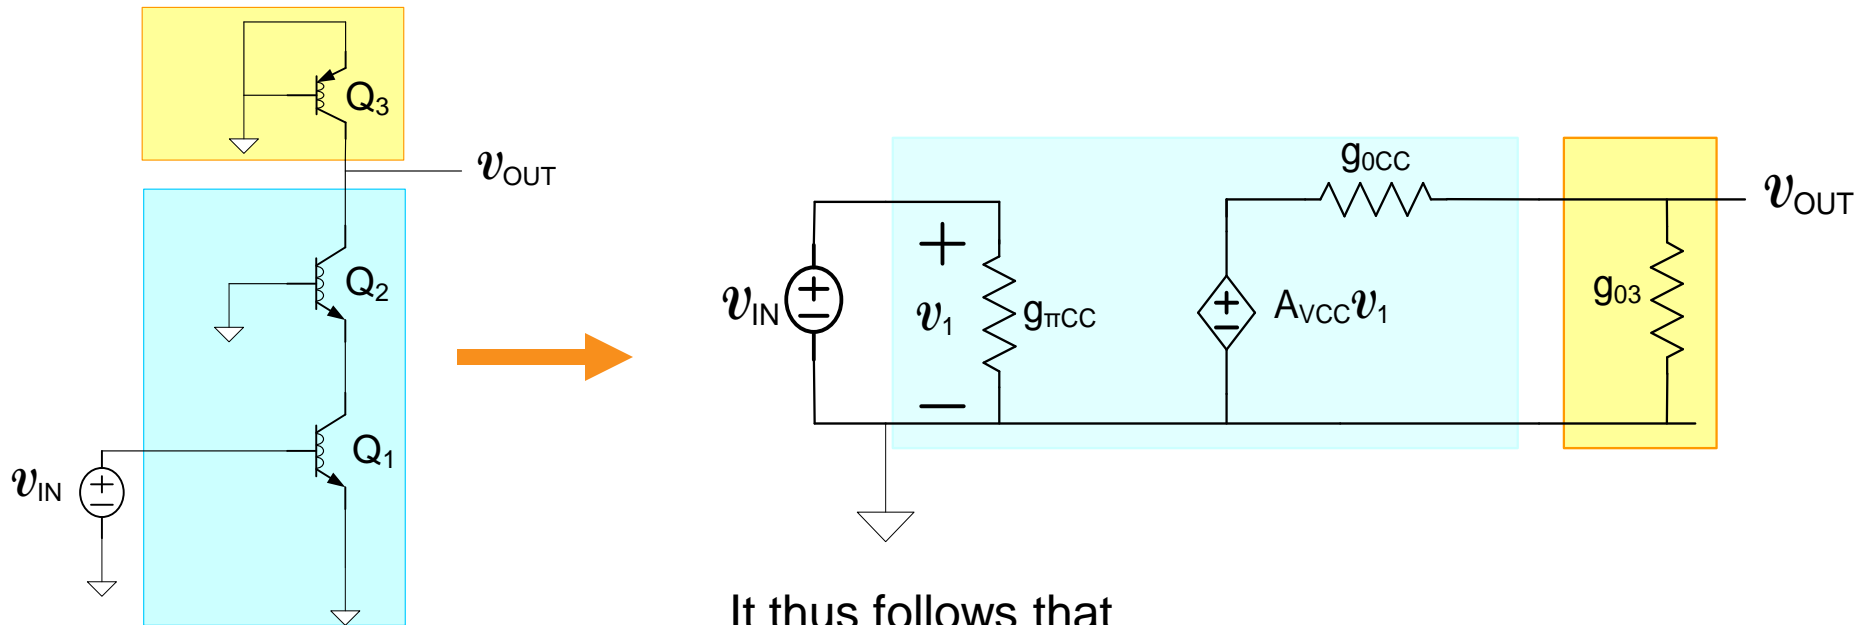 Q₃
𝓋OUT
Q₂
Q₁
𝓋IN
g0CC
𝓋OUT
𝓋IN
+
𝓋₁
−
gπCC
AVCC𝓋₁
g03
It thus follows that